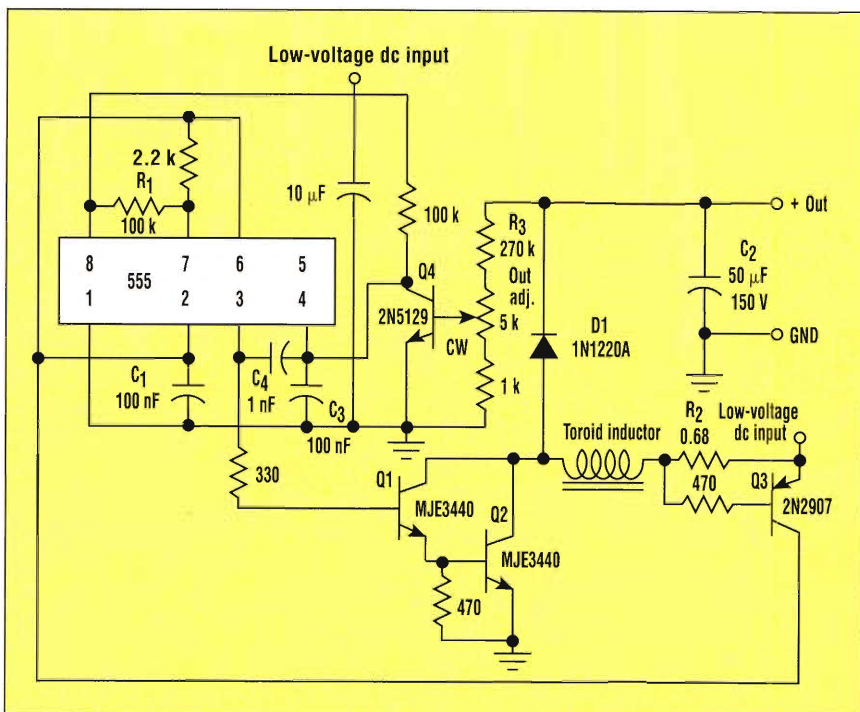 Low-voltage dc input
2.2 k
R1
100 k
10 μF
100 k
R3
270 k
Out
adj.
5 k
CW
1 k
8 7 6 5
555
1 2 3 4
Q4
2N5129
+ Out
C2
50 μF
150 V
GND
D1
1N1220A
C1
100 nF
C4
1 nF
C3
100 nF
330
Toroid inductor
R2
0.68
Low-voltage
dc input
470
Q3
2N2907
Q1
MJE3440
Q2
MJE3440
470